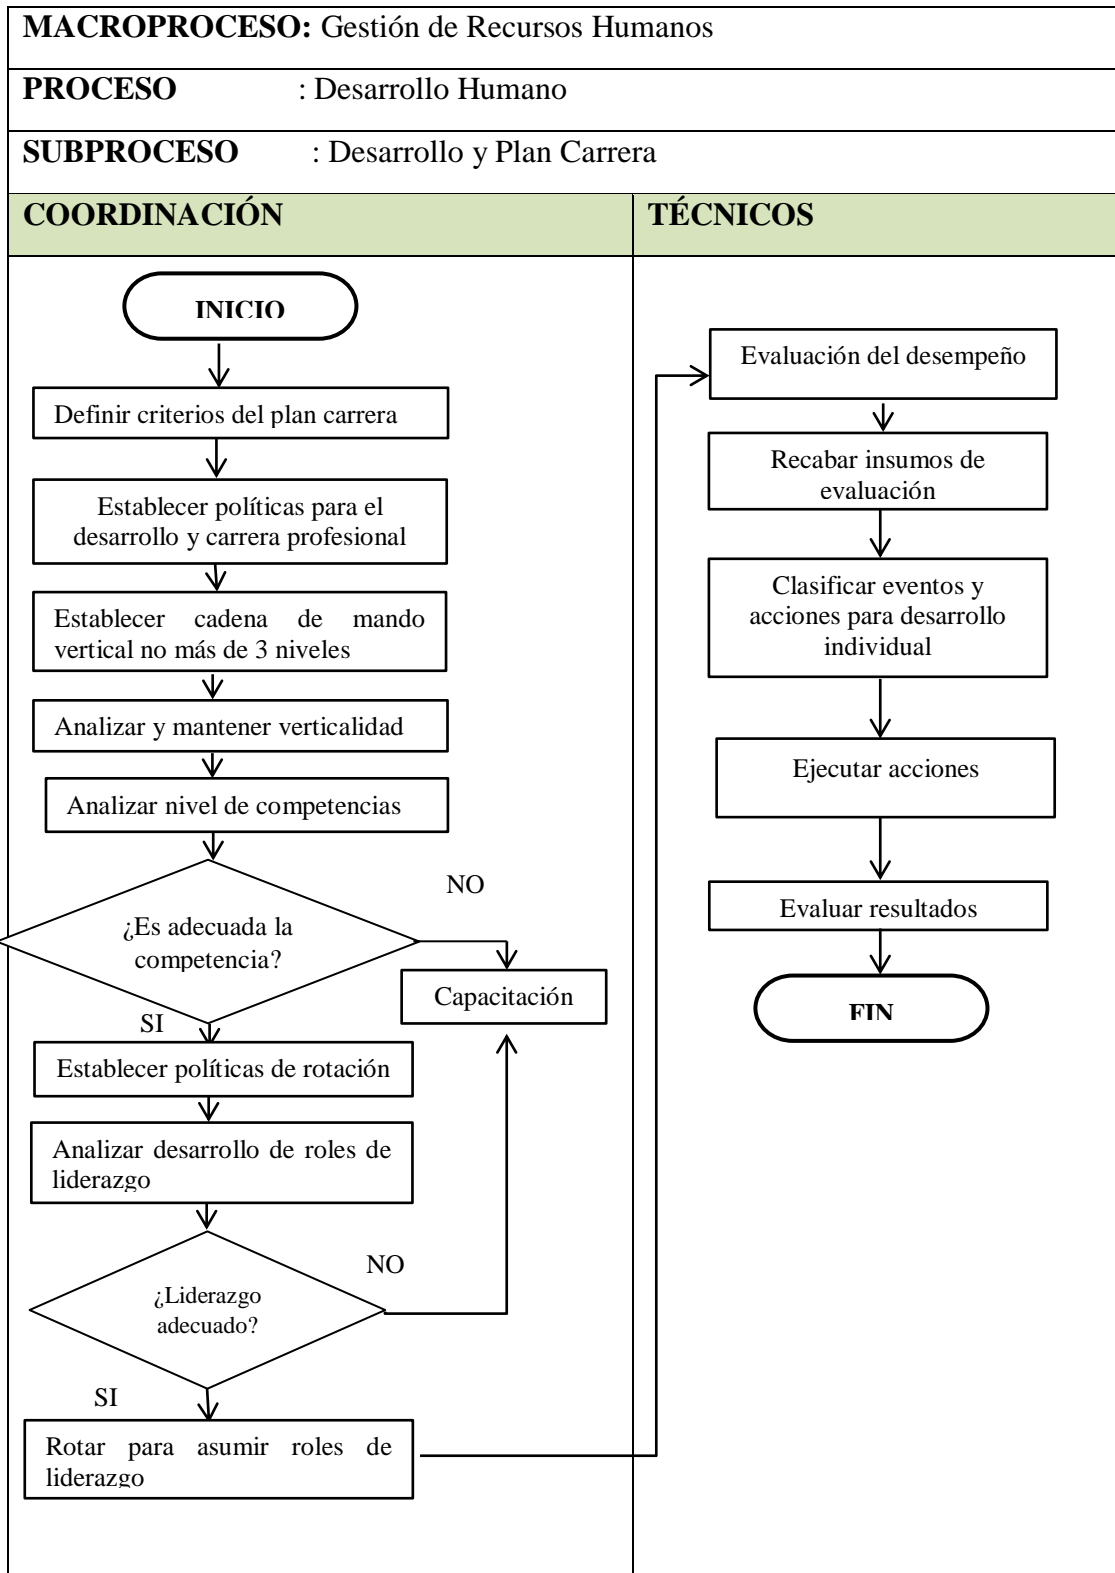 MACROPROCESO: Gestión de Recursos Humanos
PROCESO : Desarrollo Humano
SUBPROCESO : Desarrollo y Plan Carrera
COORDINACIÓN
TÉCNICOS
INICIO
Definir criterios del plan carrera
Establecer políticas para el
desarrollo y carrera profesional
Establecer cadena de mando
vertical no más de 3 niveles
Analizar y mantener verticalidad
Analizar nivel de competencias
¿Es adecuada la
competencia?
NO
Capacitación
SI
Establecer políticas de rotación
Analizar desarrollo de roles de
liderazgo
¿Liderazgo
adecuado?
NO
SI
Rotar para asumir roles de
liderazgo
Evaluación del desempeño
Recabar insumos de
evaluación
Clasificar eventos y
acciones para desarrollo
individual
Ejecutar acciones
Evaluar resultados
FIN